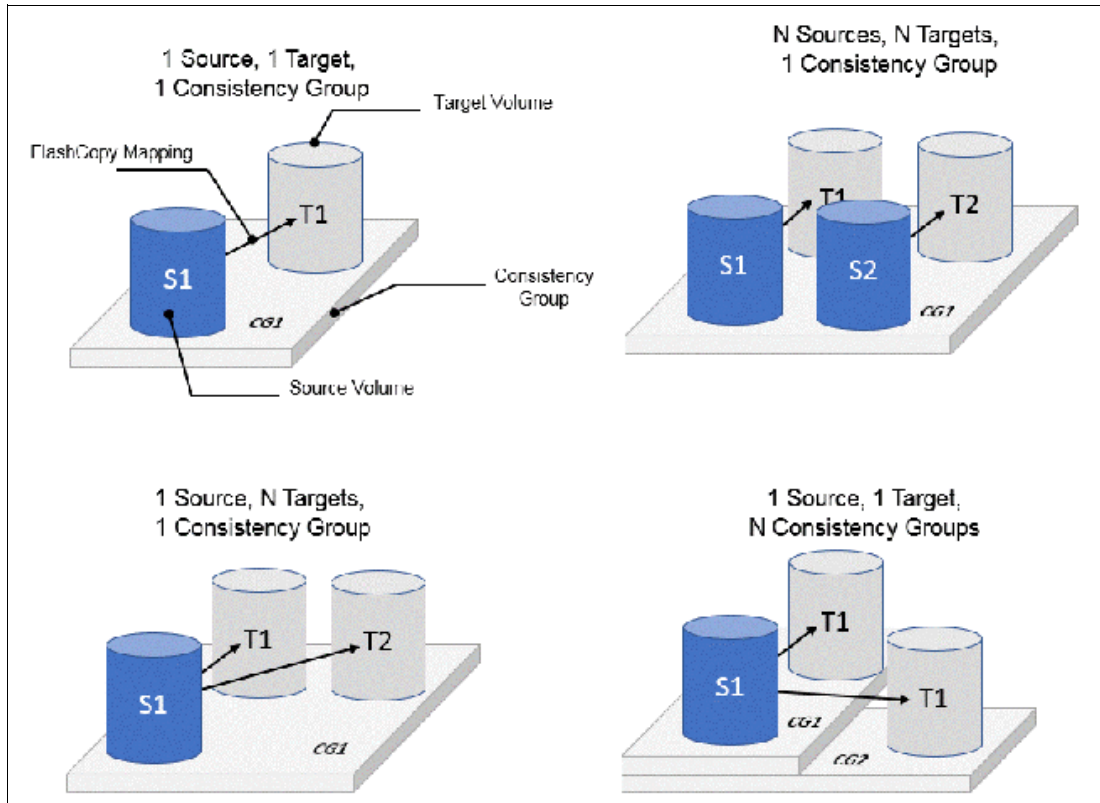 1 Source, 1 Target,
1 Consistency Group
Target Volume
FlashCopy Mapping
T1
S1
Consistency
Group
CG1
Source Volume
N Sources, N Targets,
1 Consistency Group
T1
T2
S1
S2
CG1
1 Source, N Targets,
1 Consistency Group
T1
T2
S1
CG1
1 Source, 1 Target,
N Consistency Groups
T1
S1
T1
CG1
CG2